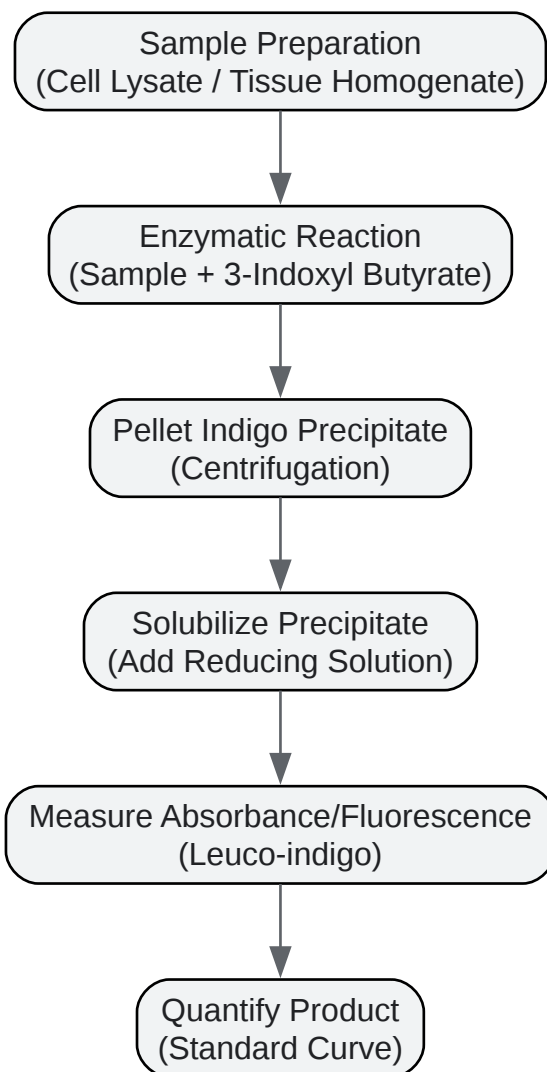 Sample Preparation
(Cell Lysate / Tissue Homogenate)
Enzymatic Reaction
(Sample + 3-Indoxyl Butyrate)
Pellet Indigo Precipitate
(Centrifugation)
Solubilize Precipitate
(Add Reducing Solution)
Measure Absorbance/Fluorescence
(Leuco-indigo)
Quantify Product
(Standard Curve)